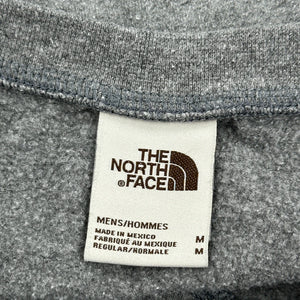 THE
NORTH
®FACE
MENS/HOMMES
MADE IN MEXICO M
FABRIQUÉ AU MEXIQUE
REGULAR/NORMALE M